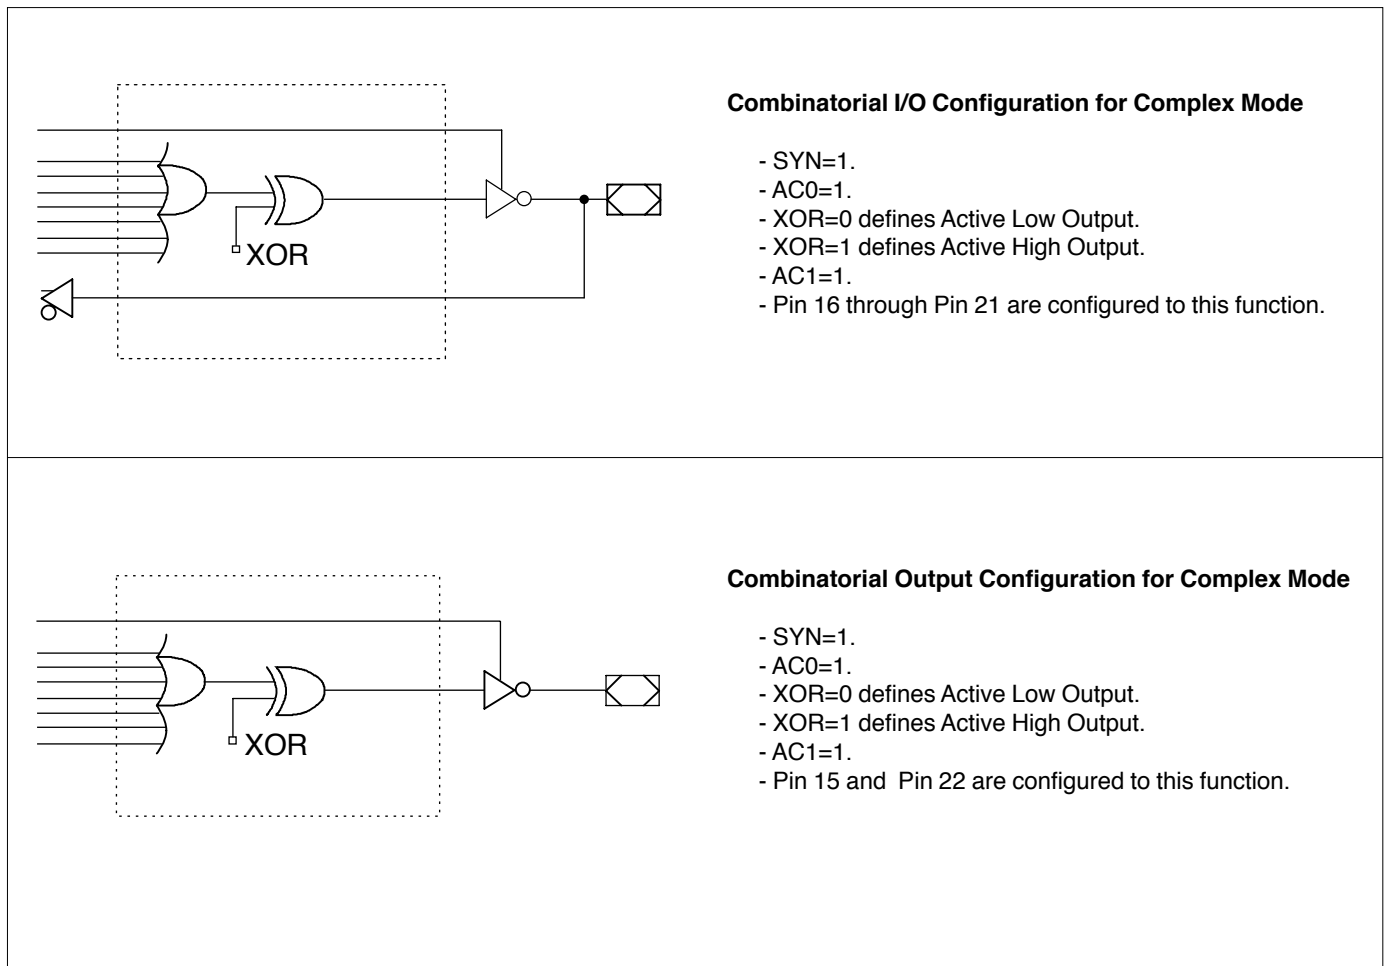 Combinatorial I/O Configuration for Complex Mode
- SYN=1.
- AC0=1.
- XOR=0 defines Active Low Output.
- XOR=1 defines Active High Output.
- AC1=1.
- Pin 16 through Pin 21 are configured to this function.
XOR
Combinatorial Output Configuration for Complex Mode
- SYN=1.
- AC0=1.
- XOR=0 defines Active Low Output.
- XOR=1 defines Active High Output.
- AC1=1.
- Pin 15 and  Pin 22 are configured to this function.
XOR